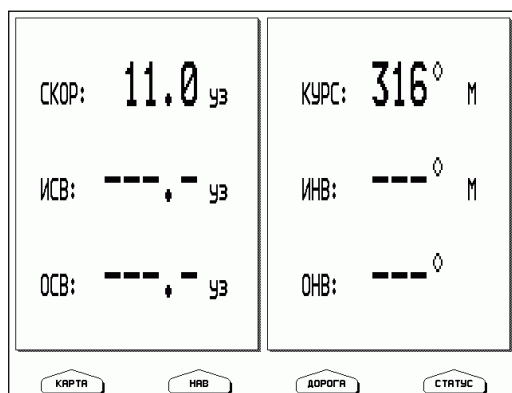 СКОР: 11.0 уз
КУРС: 316° М
ИСВ: ---.- уз
ИНВ: ---° М
ОСВ: ---.- уз
ОНВ: ---°
КАРТА НАВ ДОРОГА СТАТУС